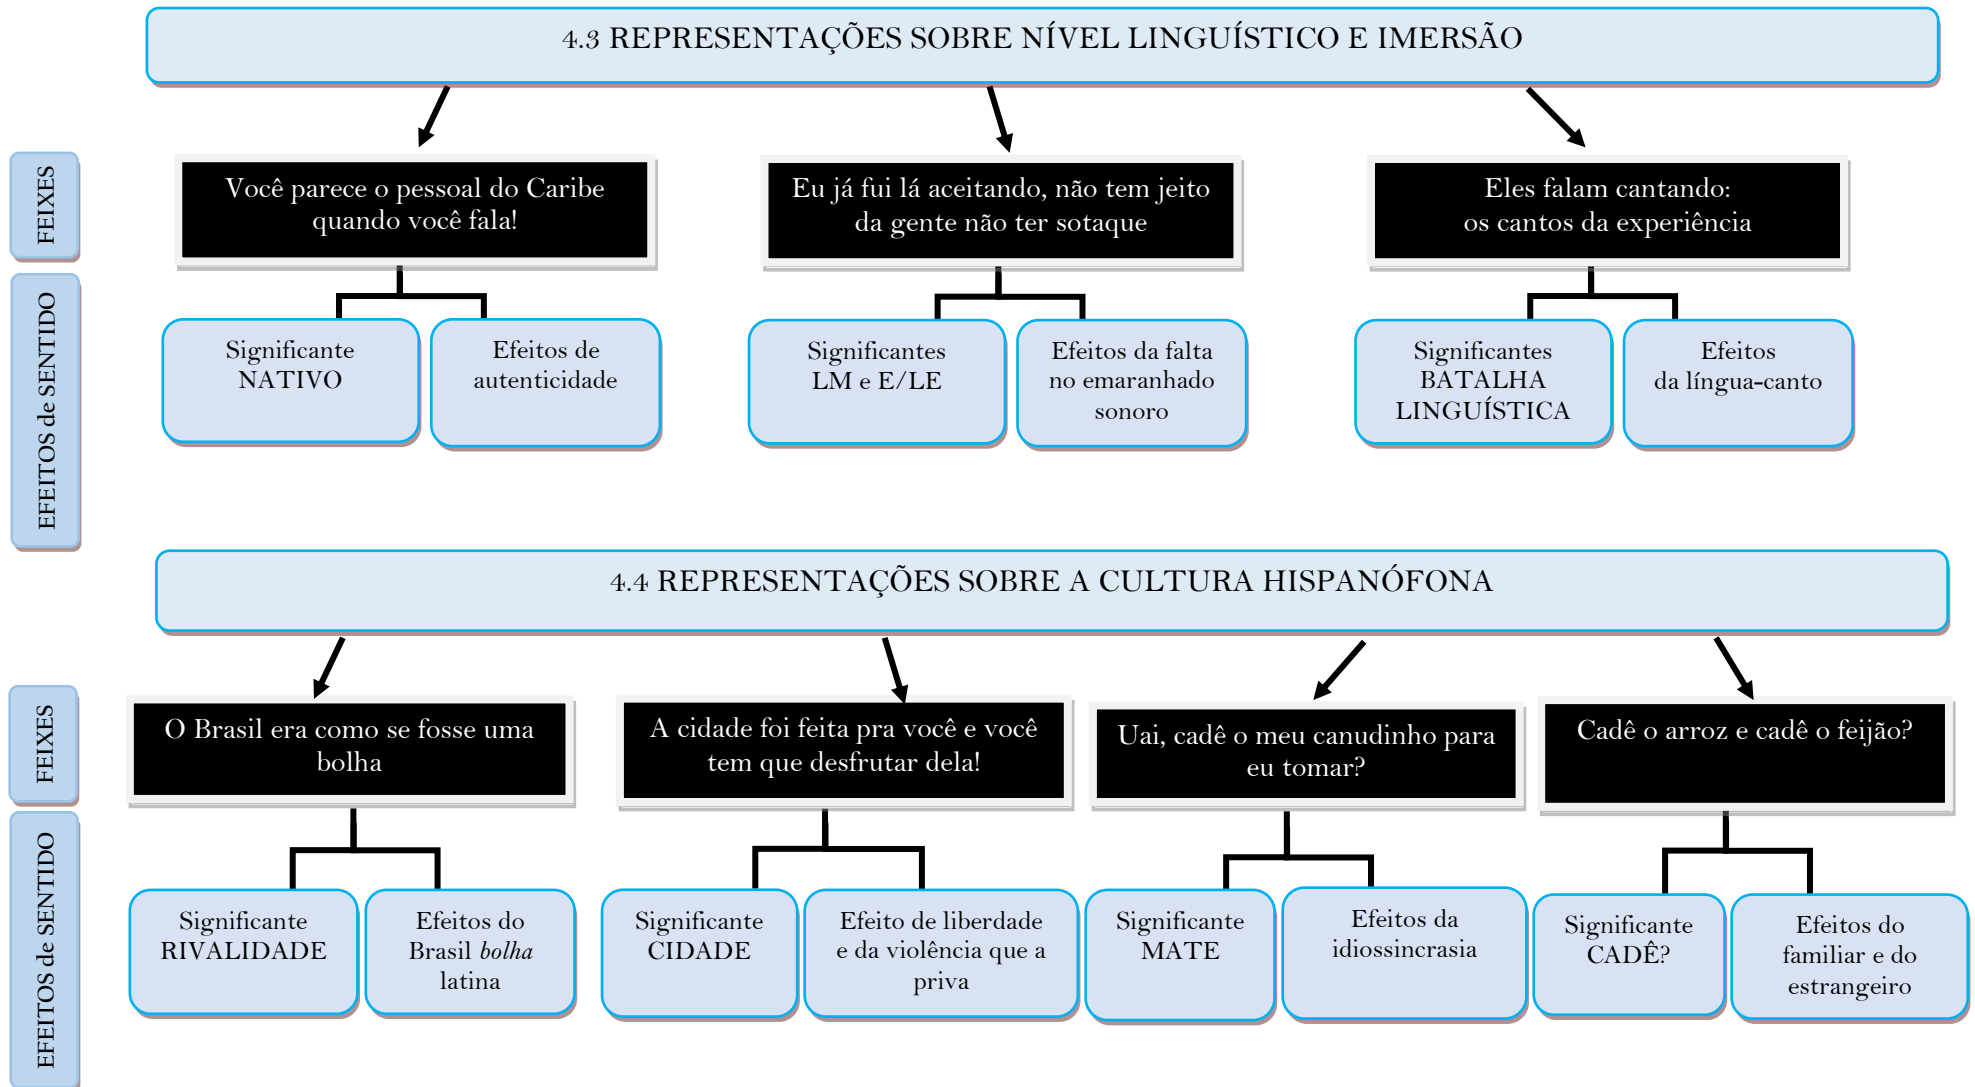 4.3 REPRESENTAÇÕES SOBRE NÍVEL LINGUÍSTICO E IMERSÃO
FEIXES
Você parece o pessoal do Caribe
quando você fala!
Eu já fui lá aceitando, não tem jeito
da gente não ter sotaque
Eles falam cantando:
os cantos da experiência
EFEITOS de SENTIDO
Significante
NATIVO
Efeitos de
autenticidade
Significantes
LM e E/LE
Efeitos da falta
no emaranhado
sonoro
Significantes
BATALHA
LINGUÍSTICA
Efeitos
da língua-canto
4.4 REPRESENTAÇÕES SOBRE A CULTURA HISPANÓFONA
FEIXES
O Brasil era como se fosse uma
bolha
A cidade foi feita pra você e você
tem que desfrutar dela!
Uai, cadê o meu canudinho para
eu tomar?
Cadê o arroz e cadê o feijão?
EFEITOS de SENTIDO
Significante
RIVALIDADE
Efeitos do
Brasil bolha
latina
Significante
CIDADE
Efeito de liberdade
e da violência que a
priva
Significante
MATE
Efeitos da
idiossincrasia
Significante
CADÊ?
Efeitos do
familiar e do
estrangeiro